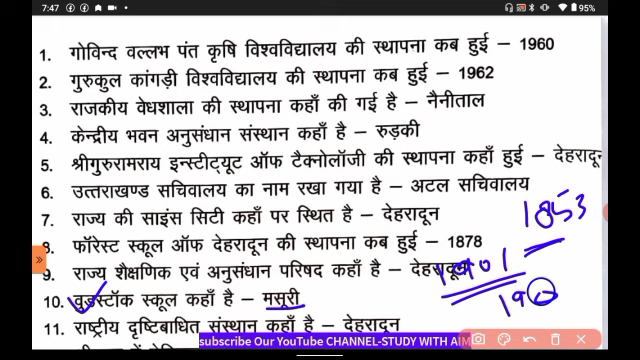 7:47
95%
1. गोविन्द वल्लभ पंत कृषि विश्वविद्यालय की स्थापना कब हुई – 1960
2. गुरुकुल कांगड़ी विश्वविद्यालय की स्थापना कब हुई – 1962
3. राजकीय वेधशाला की स्थापना कहाँ की गई है – नैनीताल
4. केन्द्रीय भवन अनुसंधान संस्थान कहाँ है – रुड़की
5. श्रीगुरुरामराय इन्स्टीट्यूट ऑफ टैक्नोलॉजी की स्थापना कहाँ हुई – देहरादून
6. उत्तराखण्ड सचिवालय का नाम रखा गया है – अटल सचिवालय
7. राज्य की साइंस सिटी कहाँ पर स्थित है – देहरादून
1853
8. फॉरेस्ट स्कूल ऑफ देहरादून की स्थापना कब हुई – 1878
9. राज्य शैक्षणिक एवं अनुसंधान परिषद कहाँ है – देहरादून
1901
10. वुडस्टॉक स्कूल कहाँ है – मसूरी
11. राष्ट्रीय दृष्टिबाधित संस्थान कहाँ है – देहरादून
subscribe Our YouTube CHANNEL-STUDY WITH AIM